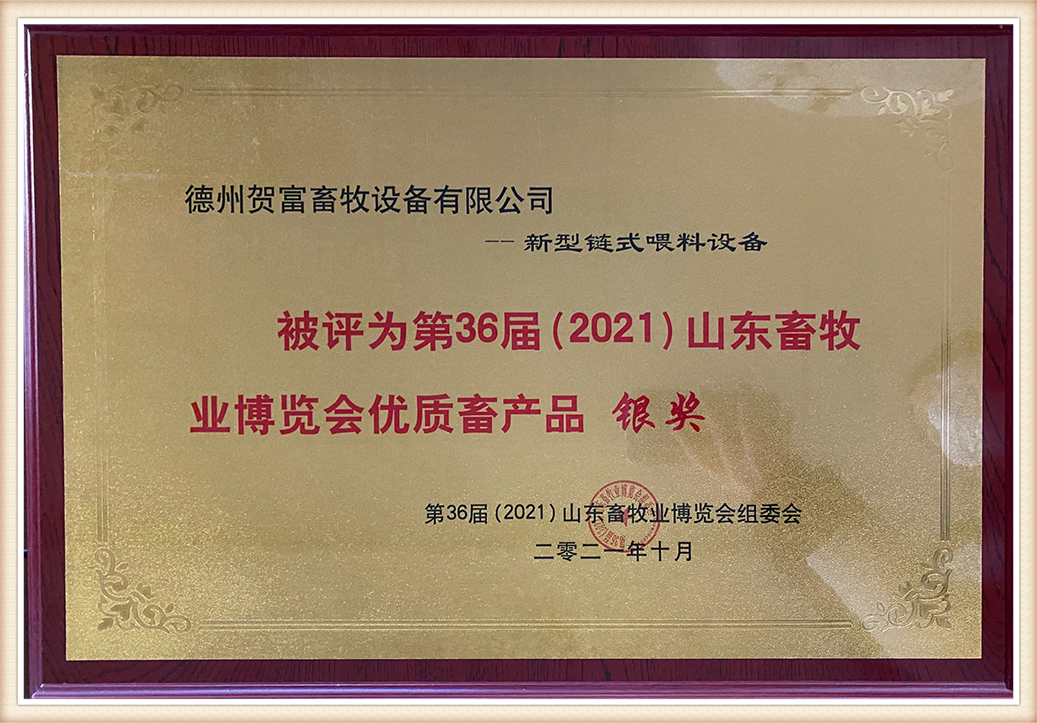 德州贺富畜牧设备有限公司
-- 新型链式喂料设备
被评为第36届(2021)山东畜牧
业博览会优质畜产品 银奖
第36届(2021)山东畜牧业博览会组委会
二零二一年十月